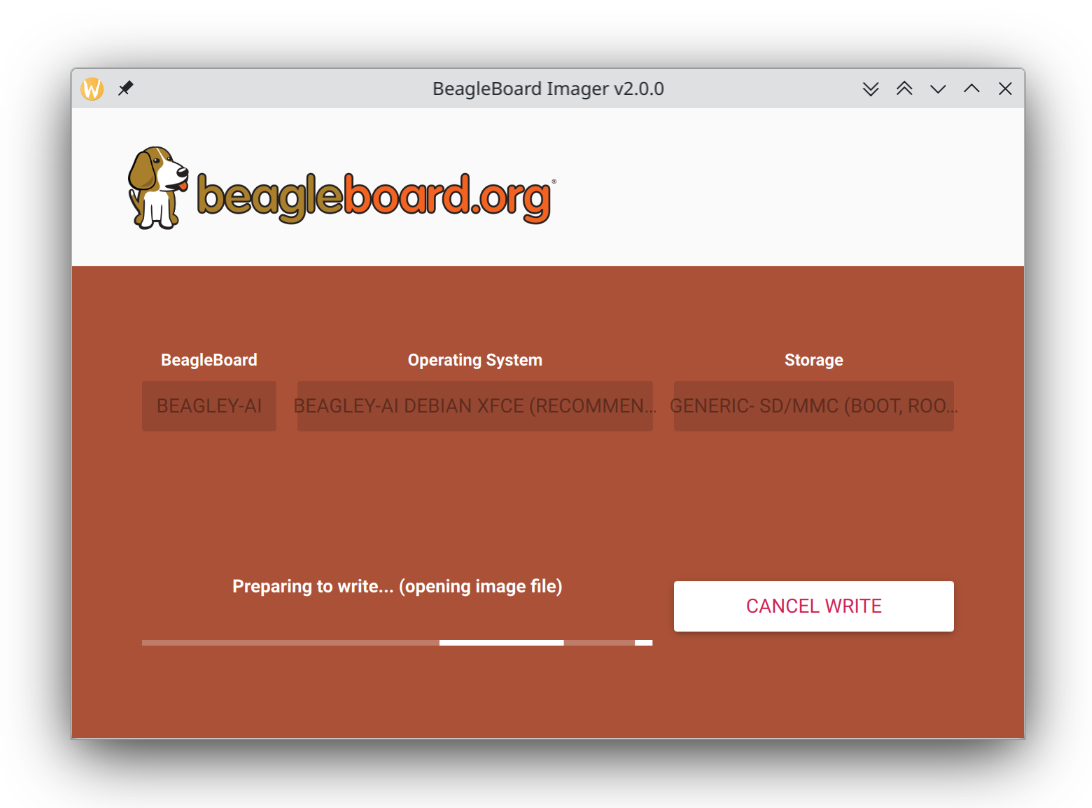 BeagleBoard Imager v2.0.0
beagleboard.org®
BeagleBoard
Operating System
Storage
BEAGLEY-AI
BEAGLEY-AI DEBIAN XFCE (RECOMMEN...
GENERIC- SD/MMC (BOOT, ROO...
Preparing to write... (opening image file)
CANCEL WRITE